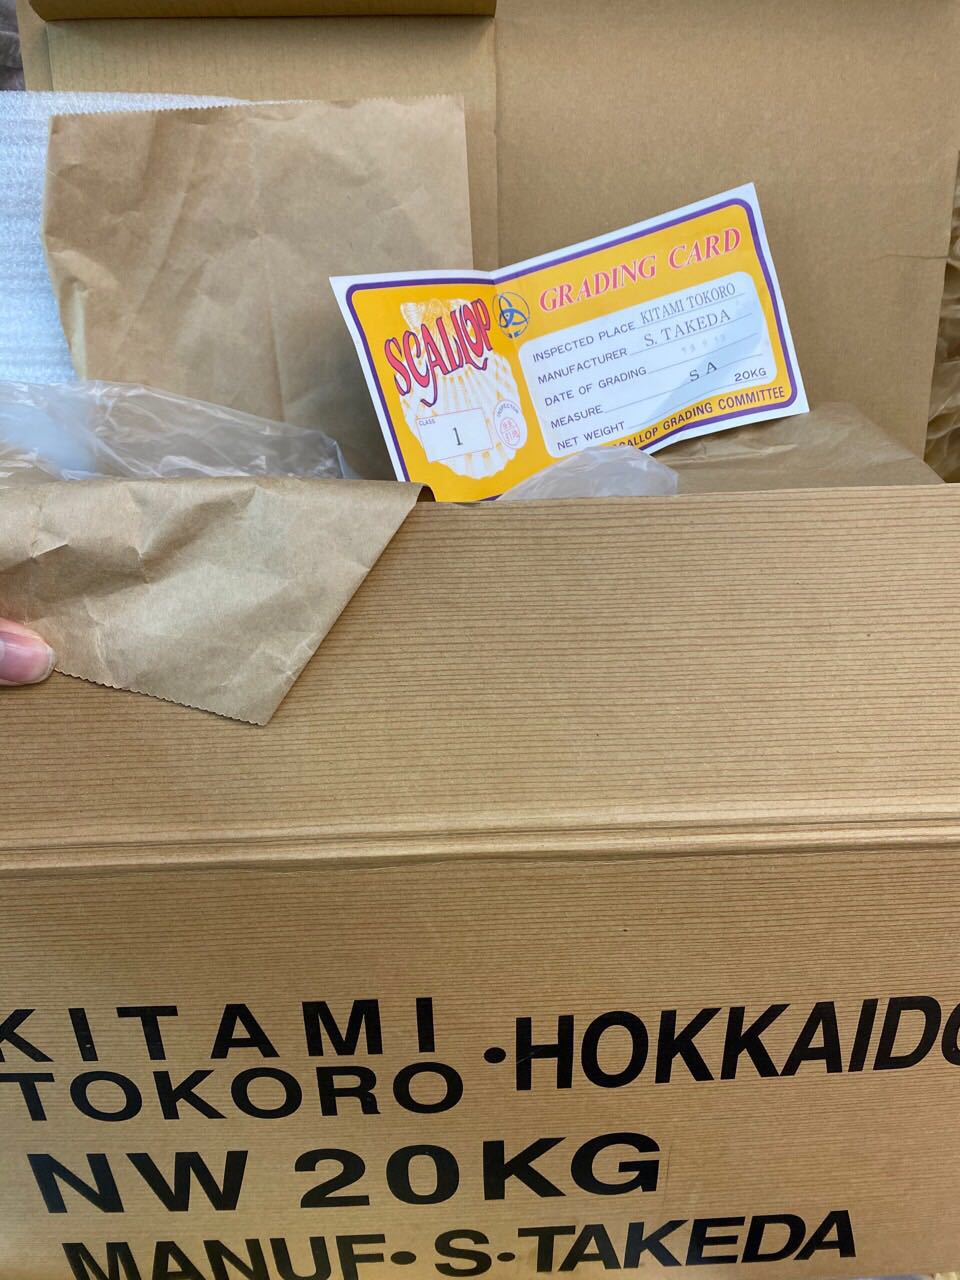 SCALLOP
GRADING CARD
CLASS
1
INSPECTOR
INSPECTED PLACE KITAMI TOKORO
MANUFACTURER S. TAKEDA
DATE OF GRADING
MEASURE S A
NET WEIGHT 20KG
SCALLOP GRADING COMMITTEE
KITAMI
TOKORO
·HOKKAIDO
NW 20KG
MANUF·S·TAKEDA